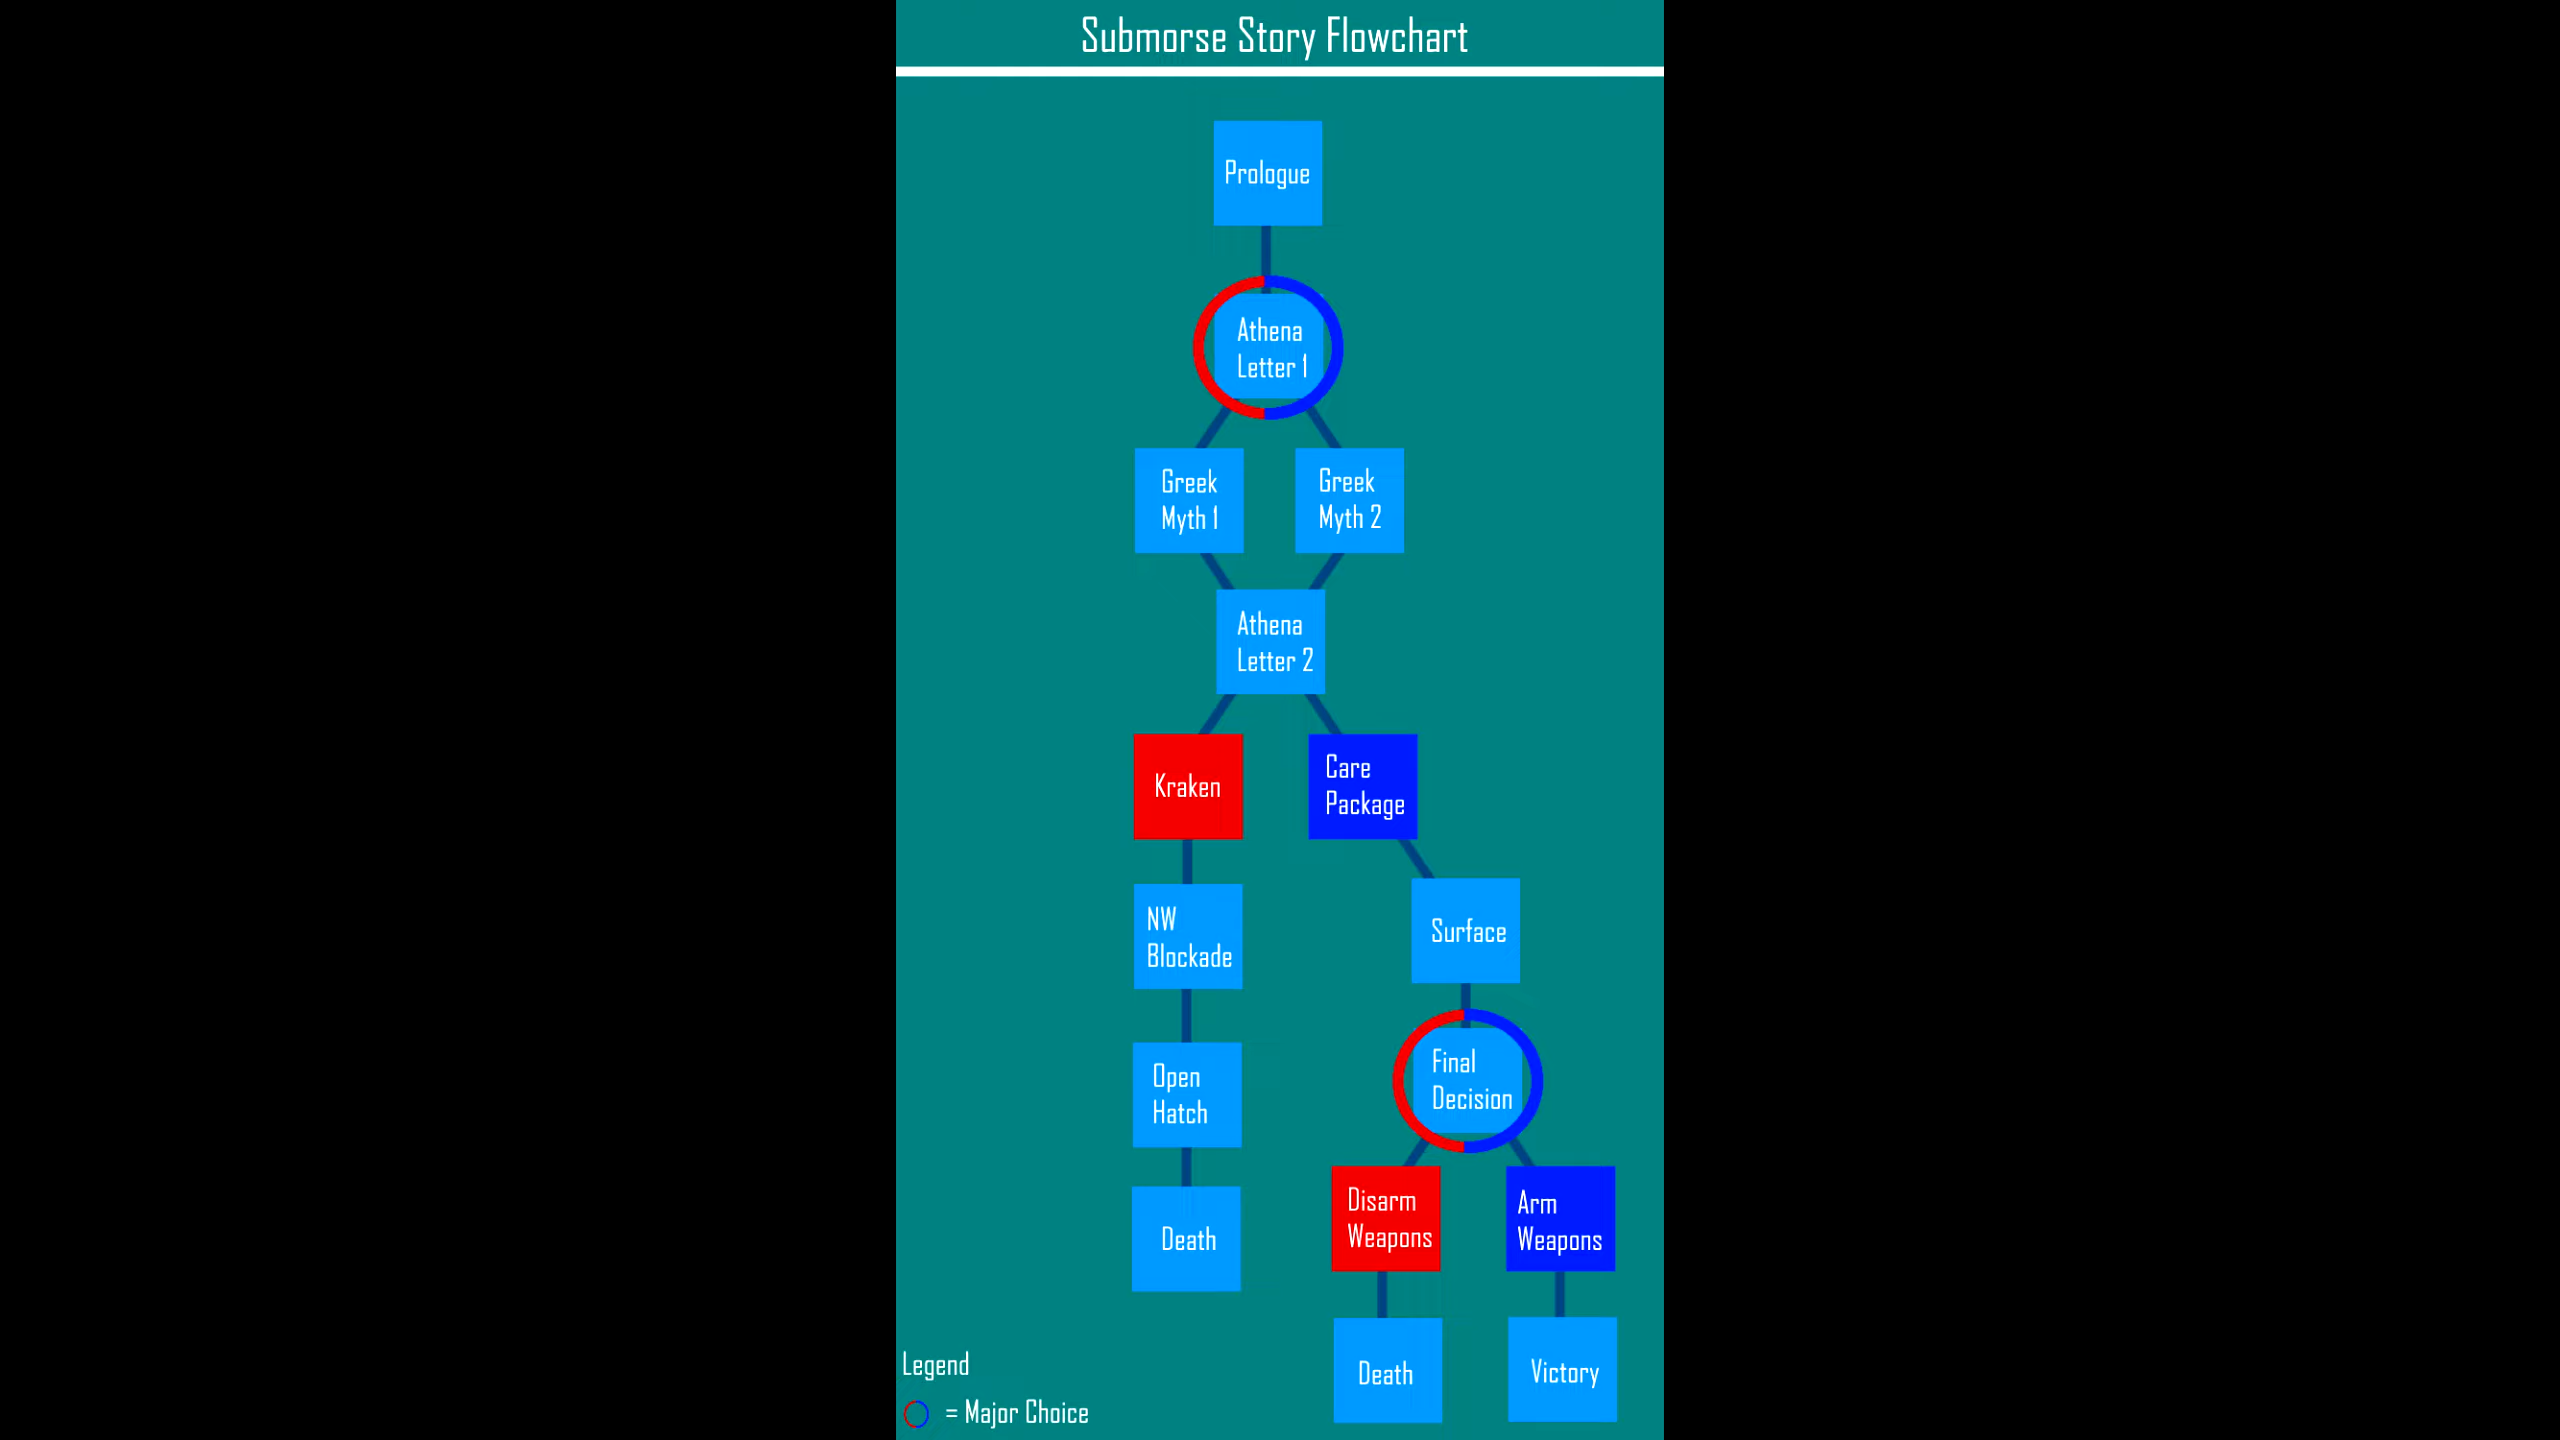 Submorse Story Flowchart
Prologue
Athena
Letter 1
Greek
Myth 1
Greek
Myth 2
Athena
Letter 2
Kraken
Care
Package
NW
Blockade
Surface
Open
Hatch
Final
Decision
Death
Disarm
Weapons
Arm
Weapons
Death
Victory
Legend
= Major Choice